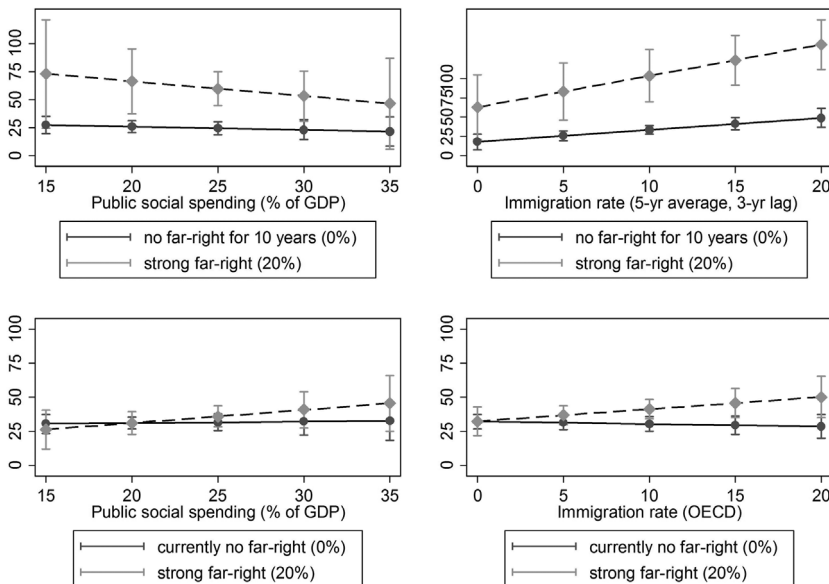 100
75
50
25
0
15 20 25 30 35
Public social spending (% of GDP)
no far-right for 10 years (0%)
strong far-right (20%)
100
0 255075
0 5 10 15 20
Immigration rate (5-yr average, 3-yr lag)
no far-right for 10 years (0%)
strong far-right (20%)
100
75
50
25
0
15 20 25 30 35
Public social spending (% of GDP)
currently no far-right (0%)
strong far-right (20%)
100
75
50
25
0
0 5 10 15 20
Immigration rate (OECD)
currently no far-right (0%)
strong far-right (20%)